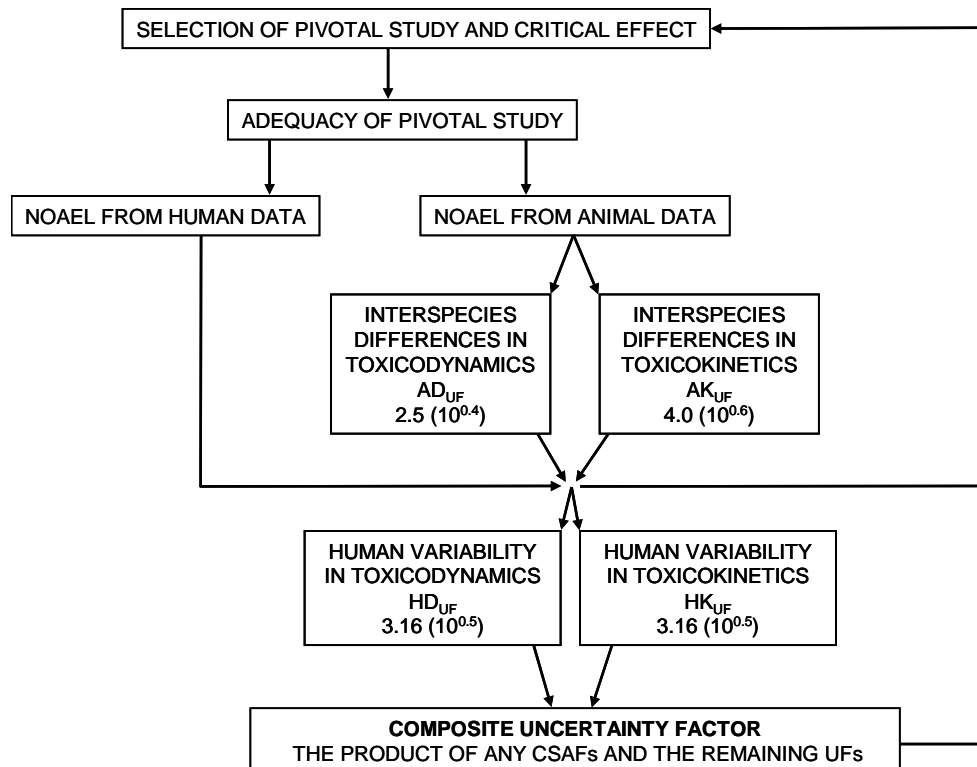 SELECTION OF PIVOTAL STUDY AND CRITICAL EFFECT
ADEQUACY OF PIVOTAL STUDY
NOAEL FROM HUMAN DATA
NOAEL FROM ANIMAL DATA
INTERSPECIES
DIFFERENCES IN
TOXICODYNAMICS
AD_UF
2.5 (10^0.4)
INTERSPECIES
DIFFERENCES IN
TOXICOKINETICS
AK_UF
4.0 (10^0.6)
HUMAN VARIABILITY
IN TOXICODYNAMICS
HD_UF
3.16 (10^0.5)
HUMAN VARIABILITY
IN TOXICOKINETICS
HK_UF
3.16 (10^0.5)
COMPOSITE UNCERTAINTY FACTOR
THE PRODUCT OF ANY CSAFs AND THE REMAINING UFs